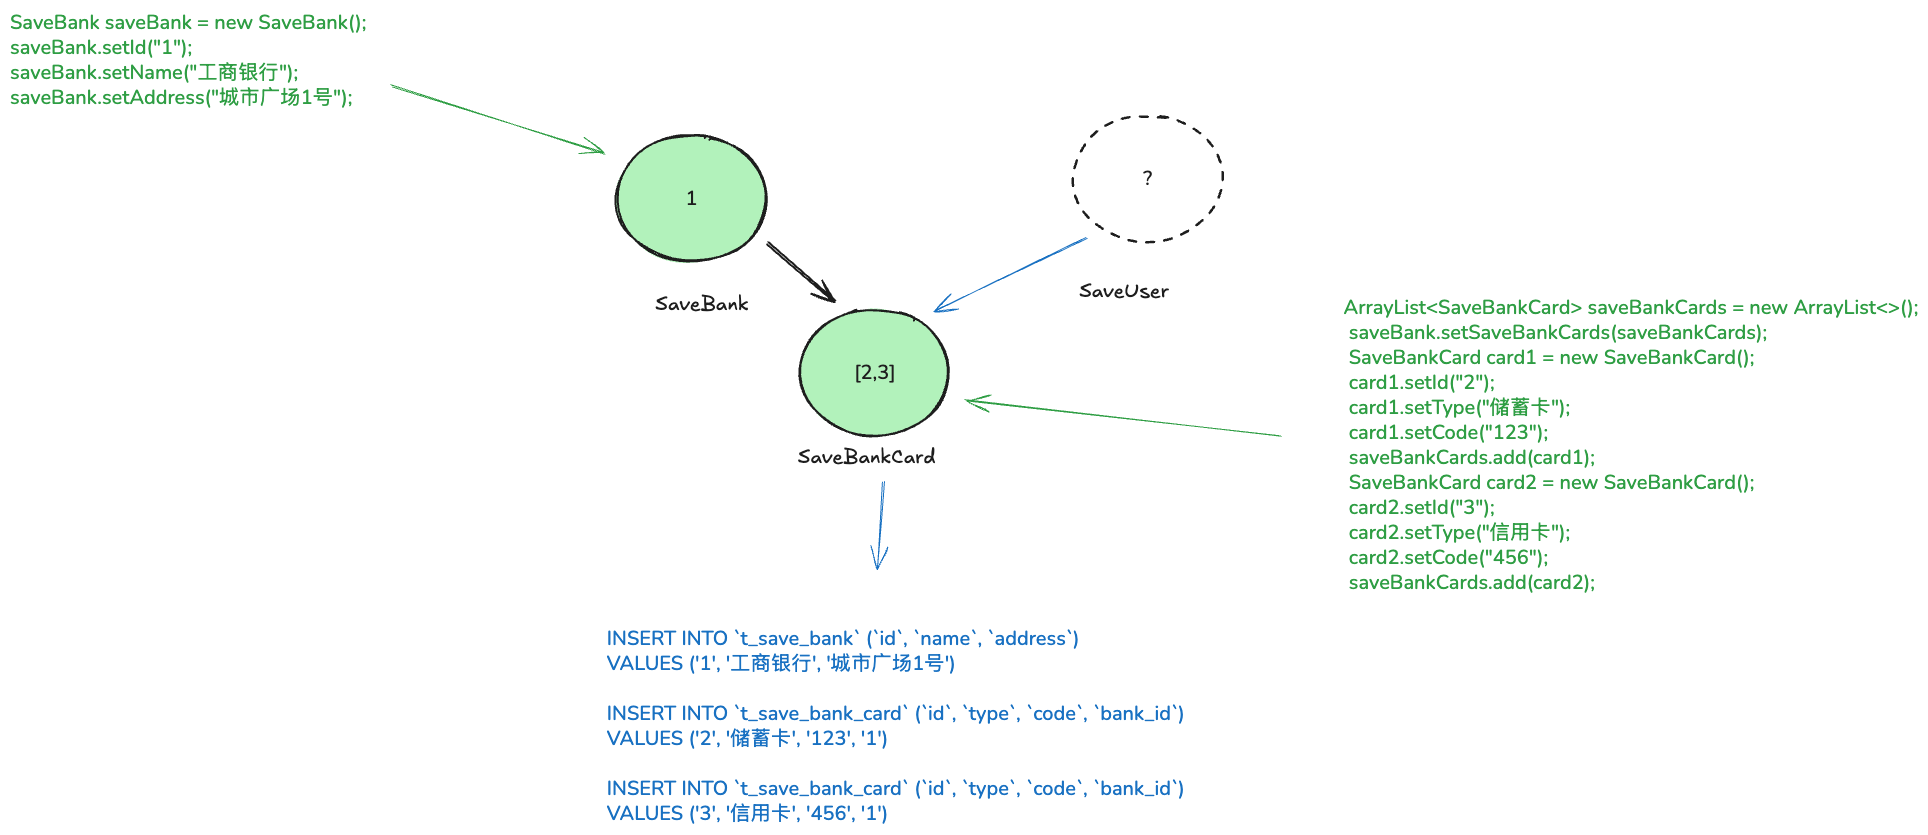 SaveBank saveBank = new SaveBank();
saveBank.setId("1");
saveBank.setName("工商银行");
saveBank.setAddress("城市广场1号");
1
?
SaveBank
SaveUser
[2,3]
SaveBankCard
ArrayList<SaveBankCard> saveBankCards = new ArrayList<>();
saveBank.setSaveBankCards(saveBankCards);
SaveBankCard card1 = new SaveBankCard();
card1.setId("2");
card1.setType("储蓄卡");
card1.setCode("123");
saveBankCards.add(card1);
SaveBankCard card2 = new SaveBankCard();
card2.setId("3");
card2.setType("信用卡");
card2.setCode("456");
saveBankCards.add(card2);
INSERT INTO `t_save_bank` (`id`, `name`, `address`)
VALUES ('1', '工商银行', '城市广场1号')
INSERT INTO `t_save_bank_card` (`id`, `type`, `code`, `bank_id`)
VALUES ('2', '储蓄卡', '123', '1')
INSERT INTO `t_save_bank_card` (`id`, `type`, `code`, `bank_id`)
VALUES ('3', '信用卡', '456', '1')